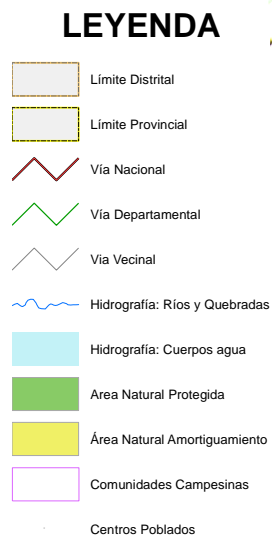 LEYENDA
Límite Distrital
Límite Provincial
Vía Nacional
Vía Departamental
Via Vecinal
Hidrografía: Ríos y Quebradas
Hidrografía: Cuerpos agua
Area Natural Protegida
Área Natural Amortiguamiento
Comunidades Campesinas
Centros Poblados